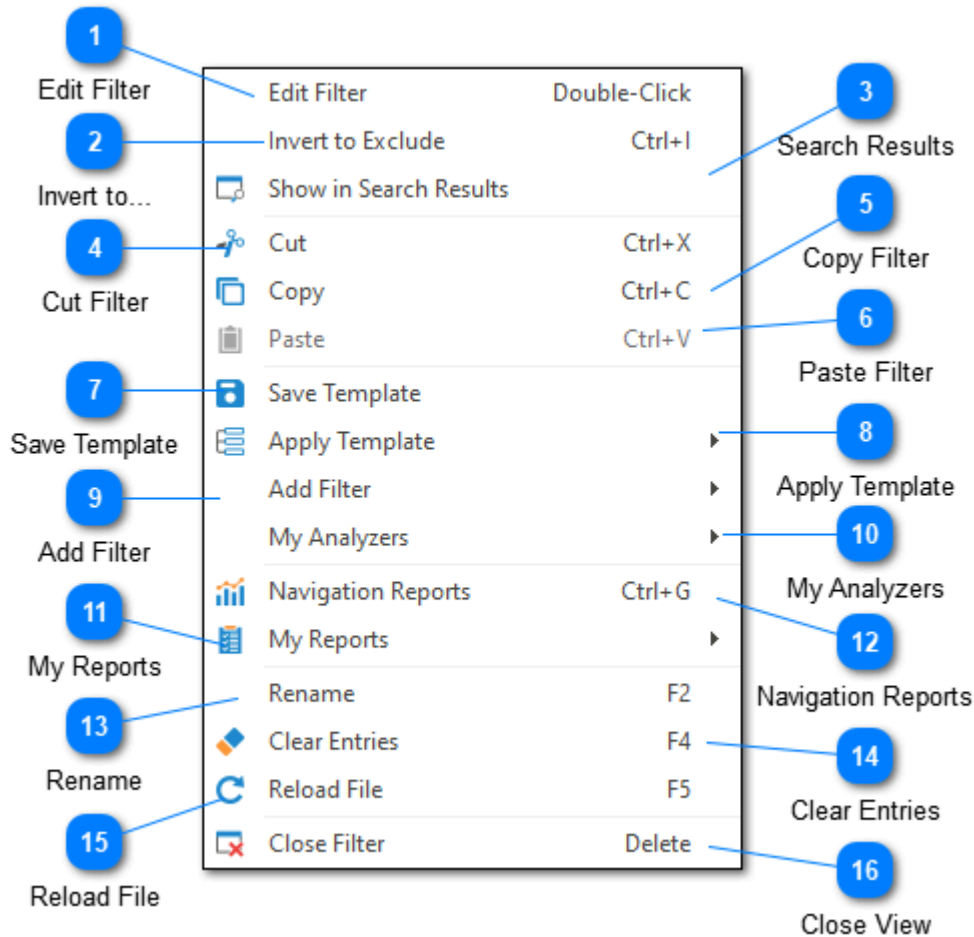 1
Edit Filter
Edit Filter Double-Click
3
Search Results
2
Invert to...
Invert to Exclude Ctrl+I
Show in Search Results
5
Copy Filter
4
Cut Filter
Cut Ctrl+X
Copy Ctrl+C
6
Paste Filter
Paste Ctrl+V
7
Save Template
Save Template
8
Apply Template
Apply Template
9
Add Filter
Add Filter
10
My Analyzers
My Analyzers
11
My Reports
Navigation Reports Ctrl+G
12
Navigation Reports
My Reports
13
Rename
Rename F2
14
Clear Entries
Clear Entries F4
15
Reload File
Reload File F5
16
Close View
Close Filter Delete